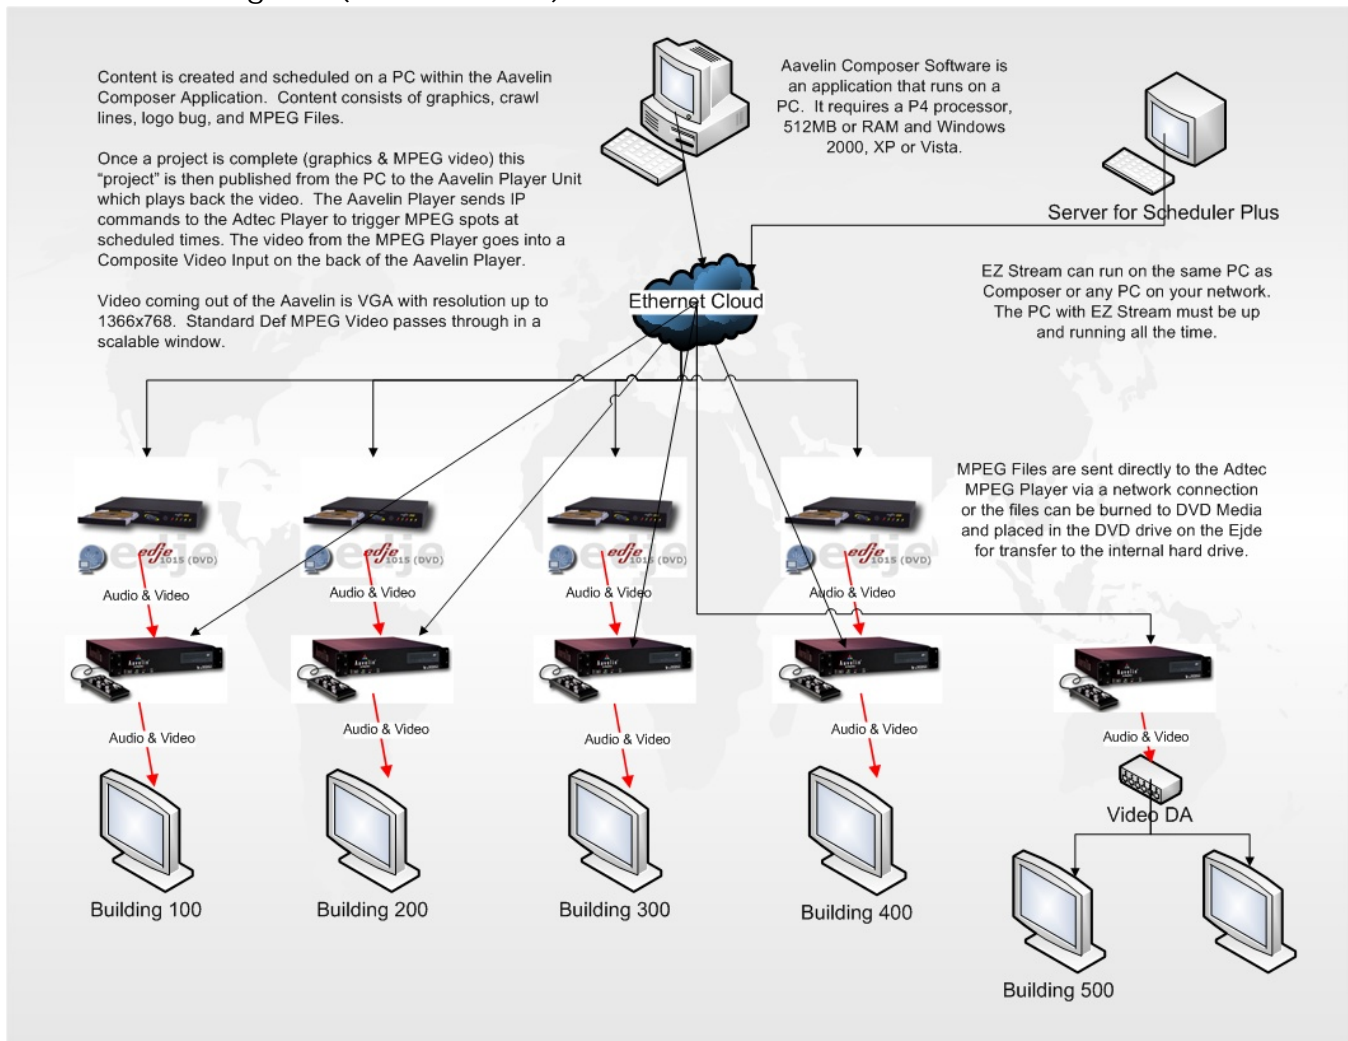 Content is created and scheduled on a PC within the Aavelin
Composer Application. Content consists of graphics, crawl
lines, logo bug, and MPEG Files.
Once a project is complete (graphics & MPEG video) this
“project” is then published from the PC to the Aavelin Player Unit
which plays back the video. The Aavelin Player sends IP
commands to the Adtec Player to trigger MPEG spots at
scheduled times. The video from the MPEG Player goes into a
Composite Video Input on the back of the Aavelin Player.
Video coming out of the Aavelin is VGA with resolution up to
1366x768. Standard Def MPEG Video passes through in a
scalable window.
Aavelin Composer Software is
an application that runs on a
PC. It requires a P4 processor,
512MB or RAM and Windows
2000, XP or Vista.
Server for Scheduler Plus
EZ Stream can run on the same PC as
Composer or any PC on your network.
The PC with EZ Stream must be up
and running all the time.
Ethernet Cloud
MPEG Files are sent directly to the Adtec
MPEG Player via a network connection
or the files can be burned to DVD Media
and placed in the DVD drive on the Ejde
for transfer to the internal hard drive.
edje
edje
1015 (DVD)
edje
edje
1015 (DVD)
edje
edje
1015 (DVD)
edje
edje
1015 (DVD)
Audio & Video
Audio & Video
Audio & Video
Audio & Video
Aavelin
Aavelin
Aavelin
Aavelin
Aavelin
Audio & Video
Audio & Video
Audio & Video
Audio & Video
Audio & Video
Video DA
Building 100
Building 200
Building 300
Building 400
Building 500